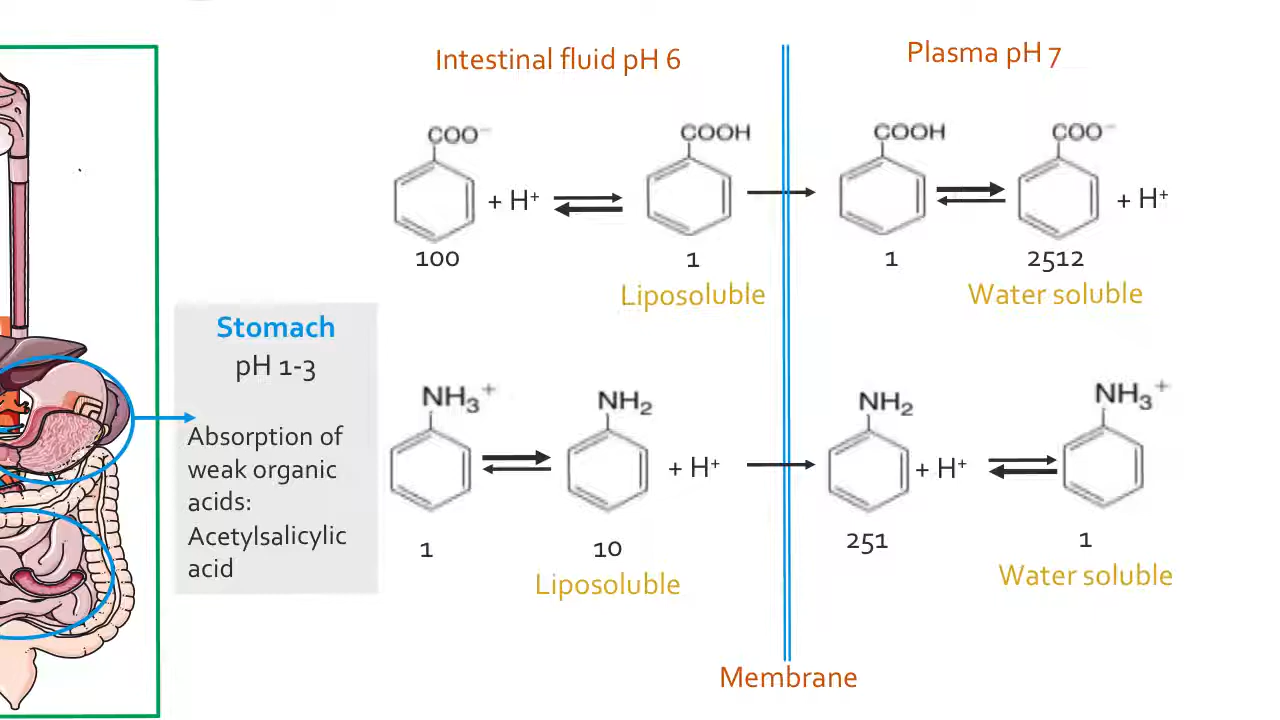 Intestinal fluid pH 6
Plasma pH 7
COO⁻
COOH
COOH
COO⁻
+ H⁺
+ H⁺
100
1
1
2512
Liposoluble
Water soluble
Stomach
pH 1-3
Absorption of
weak organic
acids:
Acetylsalicylic
acid
NH₃⁺
NH₂
NH₂
NH₃⁺
+ H⁺
+ H⁺
1
10
251
1
Liposoluble
Water soluble
Membrane